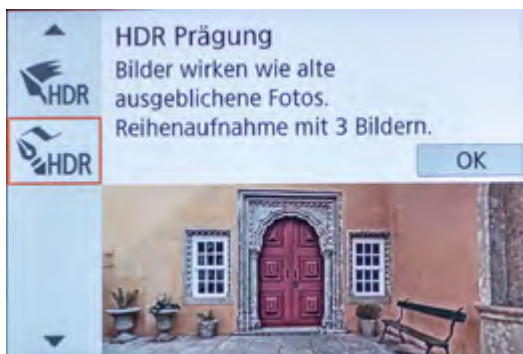 HDR Prägung
Bilder wirken wie alte
ausgeblichene Fotos.
Reihenaufnahme mit 3 Bildern.
HDR
HDR
OK